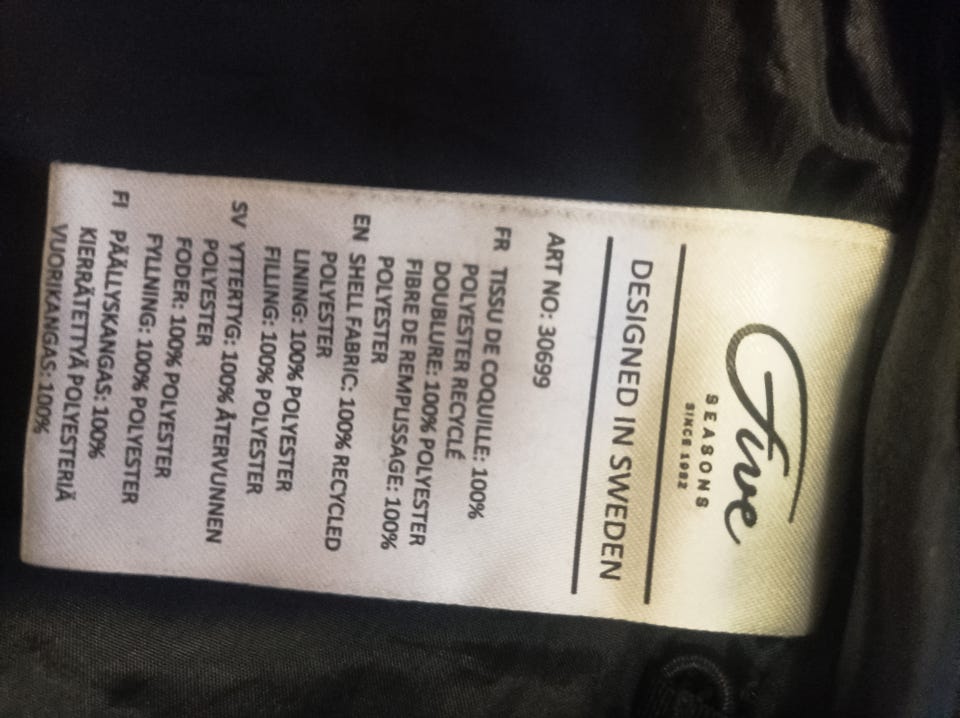 Five
SEASONS
SINCE 1982
DESIGNED IN SWEDEN
ART NO: 30699
FR TISSU DE COQUILLE: 100%
POLYESTER RECYCLÉ
DOUBLURE: 100% POLYESTER
FIBRE DE REMPLISSAGE: 100%
POLYESTER
EN SHELL FABRIC: 100% RECYCLED
POLYESTER
LINING: 100% POLYESTER
FILLING: 100% POLYESTER
SV YTTERTYG: 100% ÅTERVUNNEN
POLYESTER
FODER: 100% POLYESTER
FYLLNING: 100% POLYESTER
FI PÄÄLLYSKANGAS: 100%
KIERRÄTETTYÄ POLYESTERIÄ
VUORIKANGAS: 100%